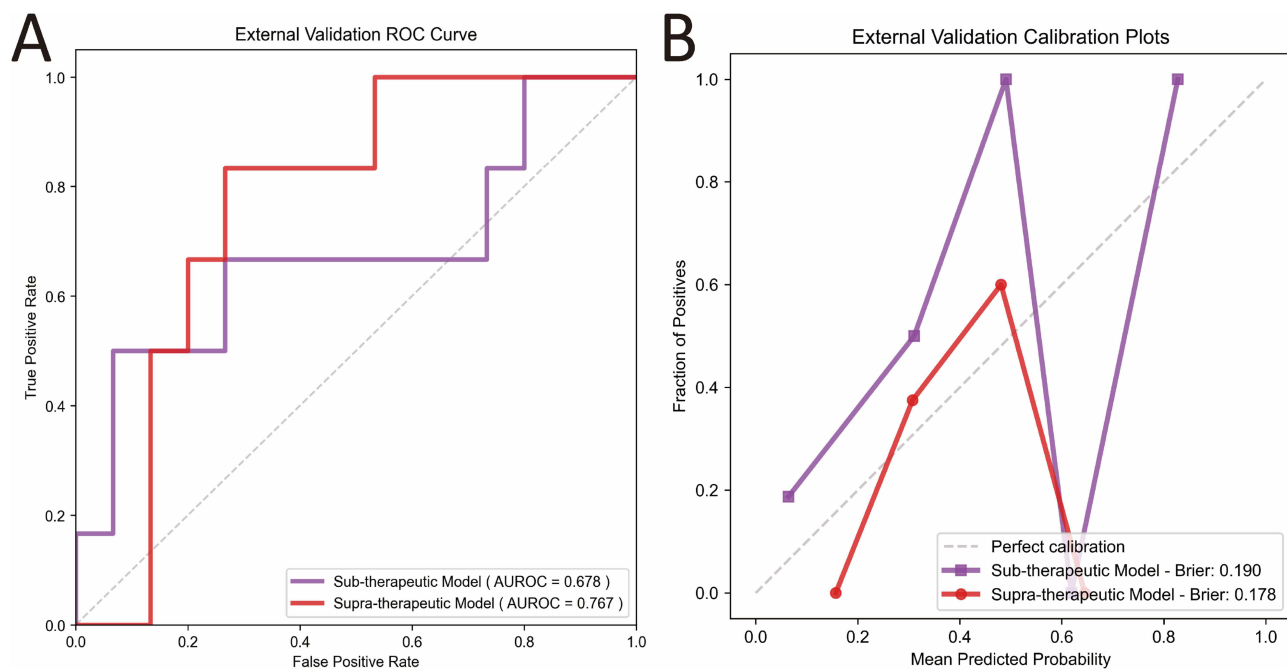 A
External Validation ROC Curve
True Positive Rate
1.0
0.8
0.6
0.4
0.2
0.0
Sub-therapeutic Model ( AUROC = 0.678 )
Supra-therapeutic Model ( AUROC = 0.767 )
0.0 0.2 0.4 0.6 0.8 1.0
False Positive Rate
B
External Validation Calibration Plots
Fraction of Positives
1.0
0.8
0.6
0.4
0.2
0.0
Perfect calibration
Sub-therapeutic Model - Brier: 0.190
Supra-therapeutic Model - Brier: 0.178
0.0 0.2 0.4 0.6 0.8 1.0
Mean Predicted Probability